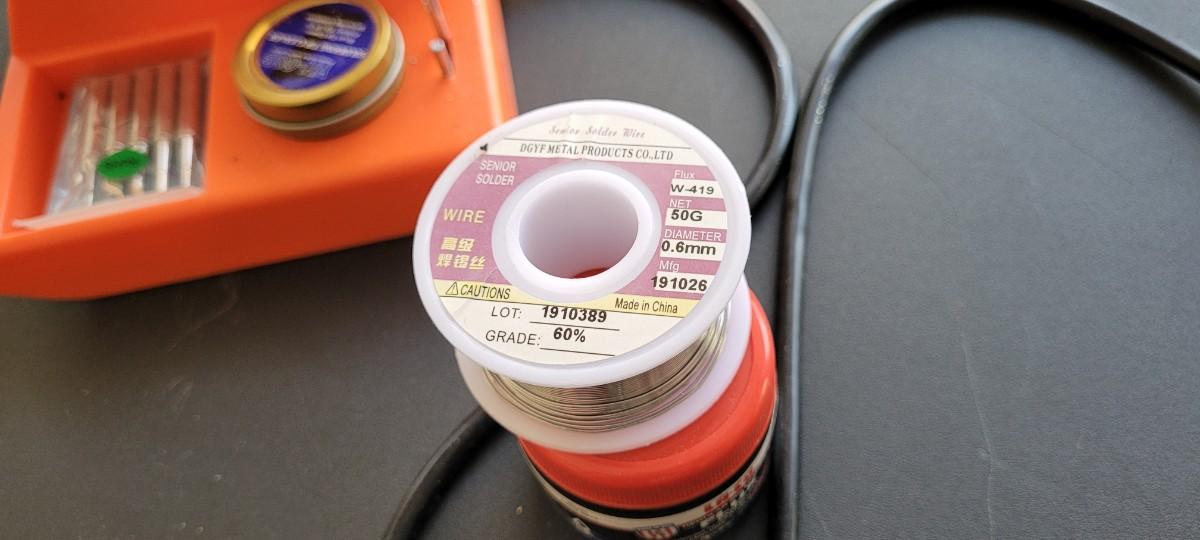 Senior Solder Wire
DGYF METAL PRODUCTS CO.,LTD
SENIOR
SOLDER
WIRE
高级
焊锡丝
Flux
W-419
NET
50G
DIAMETER
0.6mm
Mfg
191026
⚠CAUTIONS
Made in China
LOT: 1910389
GRADE: 60%